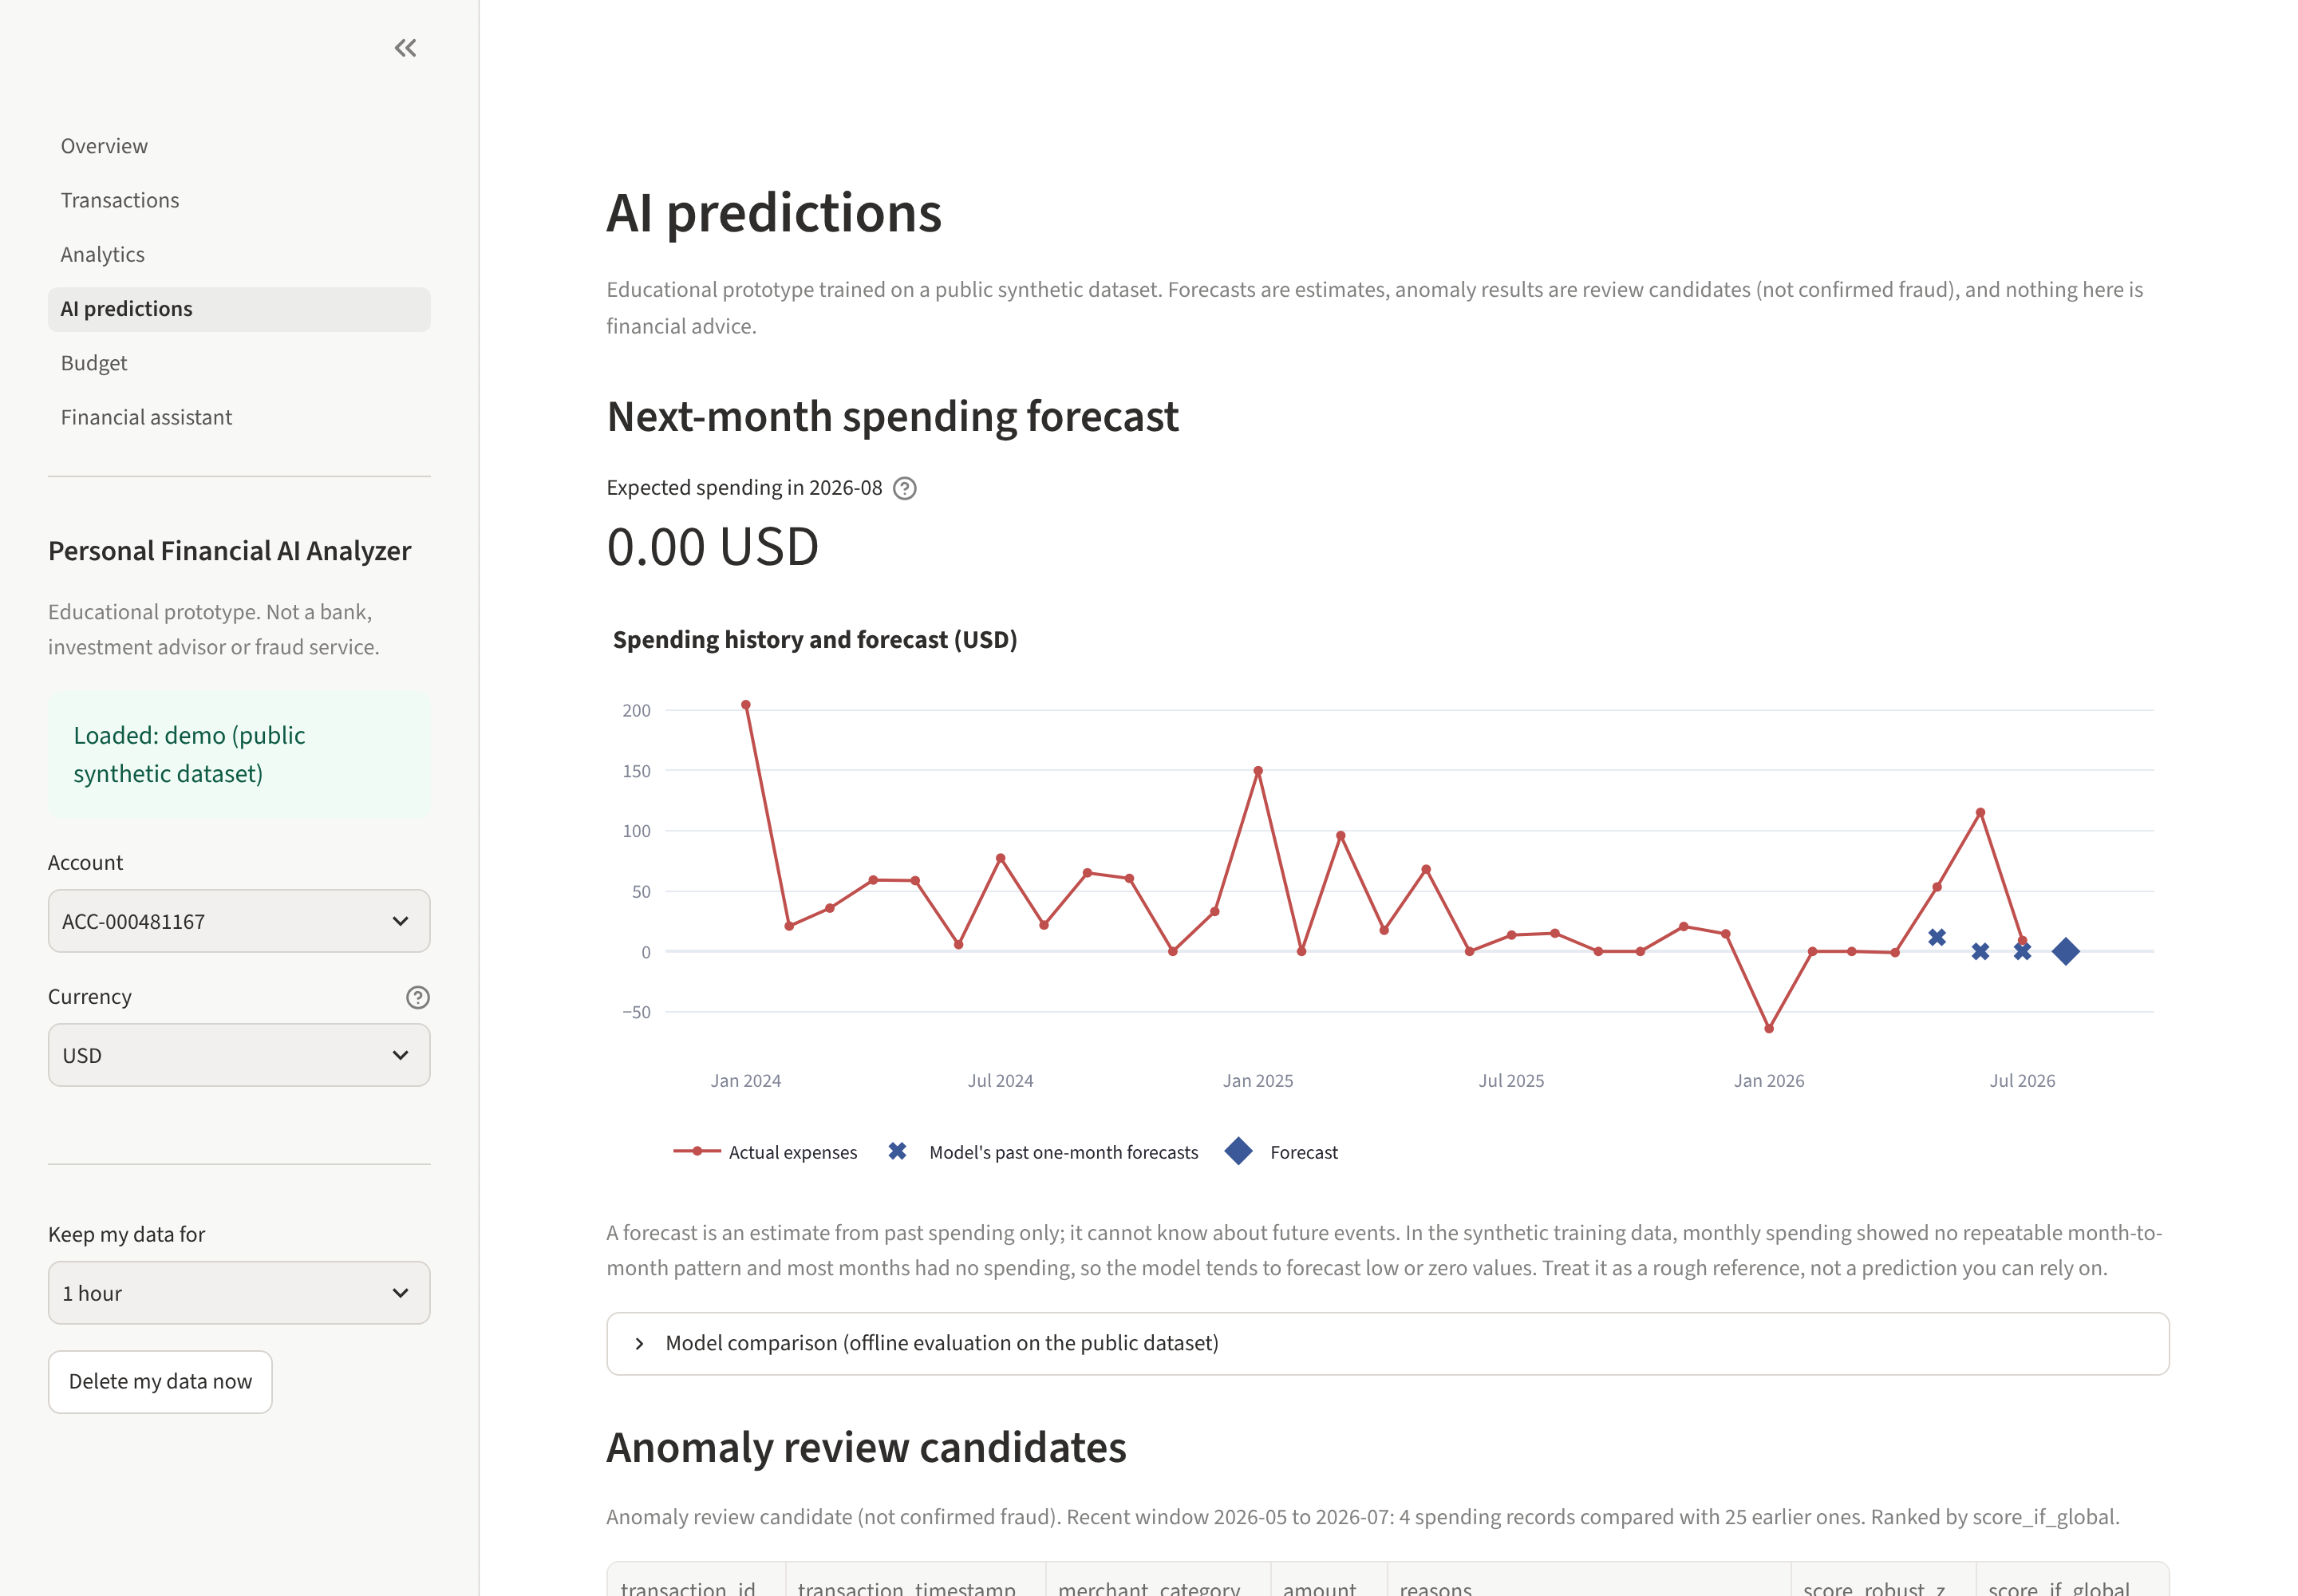 Overview
Transactions
Analytics
AI predictions
Budget
Financial assistant
Personal Financial AI Analyzer
Educational prototype. Not a bank,
investment advisor or fraud service.
Loaded: demo (public
synthetic dataset)
Account
ACC-000481167
Currency
USD
Keep my data for
1 hour
Delete my data now
AI predictions
Educational prototype trained on a public synthetic dataset. Forecasts are estimates, anomaly results are review candidates (not confirmed fraud), and nothing here is
financial advice.
Next-month spending forecast
Expected spending in 2026-08
0.00 USD
Spending history and forecast (USD)
200
150
100
50
0
−50
Jan 2024 Jul 2024 Jan 2025 Jul 2025 Jan 2026 Jul 2026
Actual expenses Model's past one-month forecasts Forecast
A forecast is an estimate from past spending only; it cannot know about future events. In the synthetic training data, monthly spending showed no repeatable month-to-
month pattern and most months had no spending, so the model tends to forecast low or zero values. Treat it as a rough reference, not a prediction you can rely on.
Model comparison (offline evaluation on the public dataset)
Anomaly review candidates
Anomaly review candidate (not confirmed fraud). Recent window 2026-05 to 2026-07: 4 spending records compared with 25 earlier ones. Ranked by score_if_global.
transaction_id transaction_timestamp merchant_category amount reasons score_robust_z score_if_global